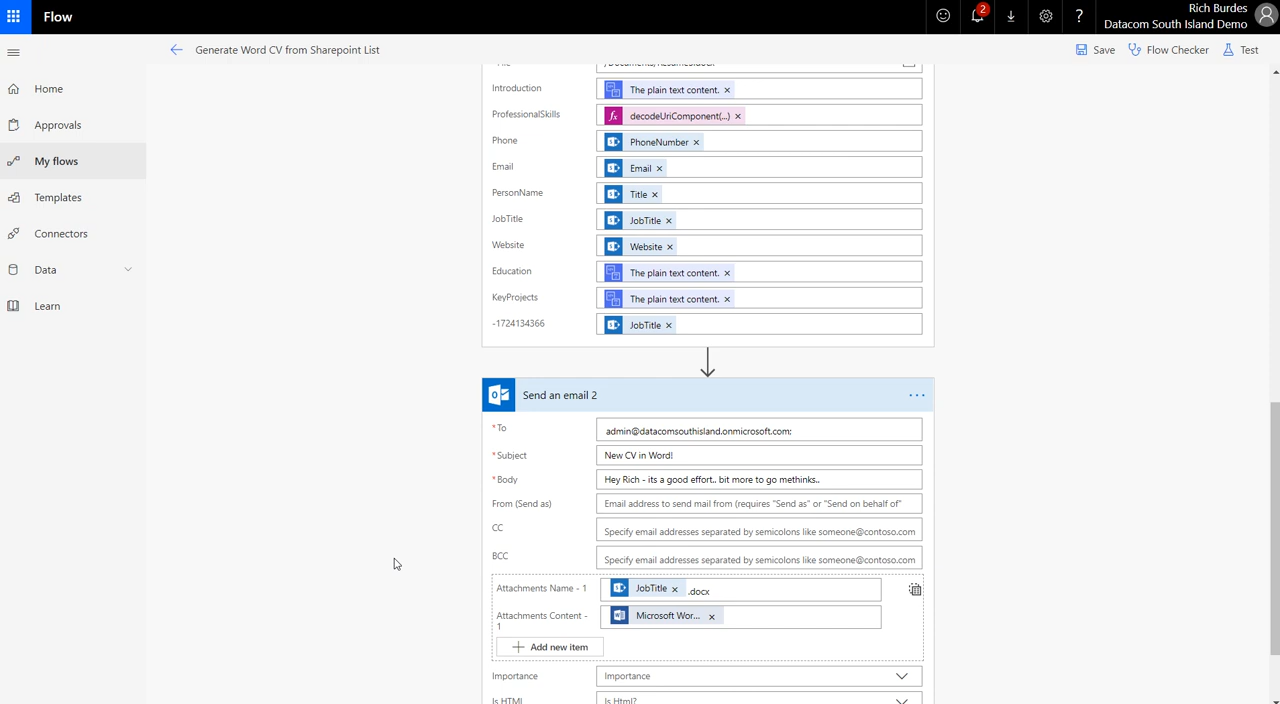 Flow
2
Rich Burdes
Datacom South Island Demo
Generate Word CV from Sharepoint List
Save
Flow Checker
Test
Home
Approvals
My flows
Templates
Connectors
Data
Learn
Introduction The plain text content. ×
ProfessionalSkills fx decodeUriComponent(...) ×
Phone PhoneNumber ×
Email Email ×
PersonName Title ×
JobTitle JobTitle ×
Website Website ×
Education The plain text content. ×
KeyProjects The plain text content. ×
-1724134366 JobTitle ×
Send an email 2 ...
* To admin@datacomsouthisland.onmicrosoft.com;
* Subject New CV in Word!
* Body Hey Rich - its a good effort.. bit more to go methinks..
From (Send as) Email address to send mail from (requires "Send as" or "Send on behalf of"
CC Specify email addresses separated by semicolons like someone@contoso.com
BCC Specify email addresses separated by semicolons like someone@contoso.com
Attachments Name - 1 JobTitle × .docx
Attachments Content - 1 Microsoft Wor... ×
Add new item
Importance Importance
Is HTML Is Html?